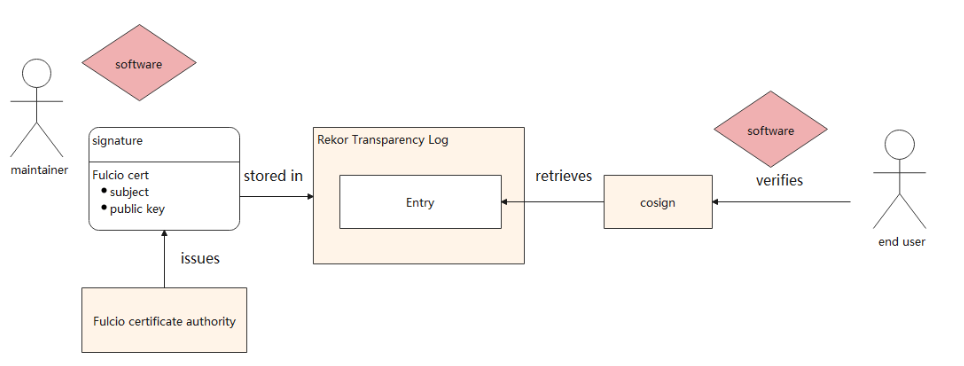 software
maintainer
signature
Fulcio cert
subject
public key
stored in
Rekor Transparency Log
Entry
retrieves
cosign
software
verifies
end user
issues
Fulcio certificate authority